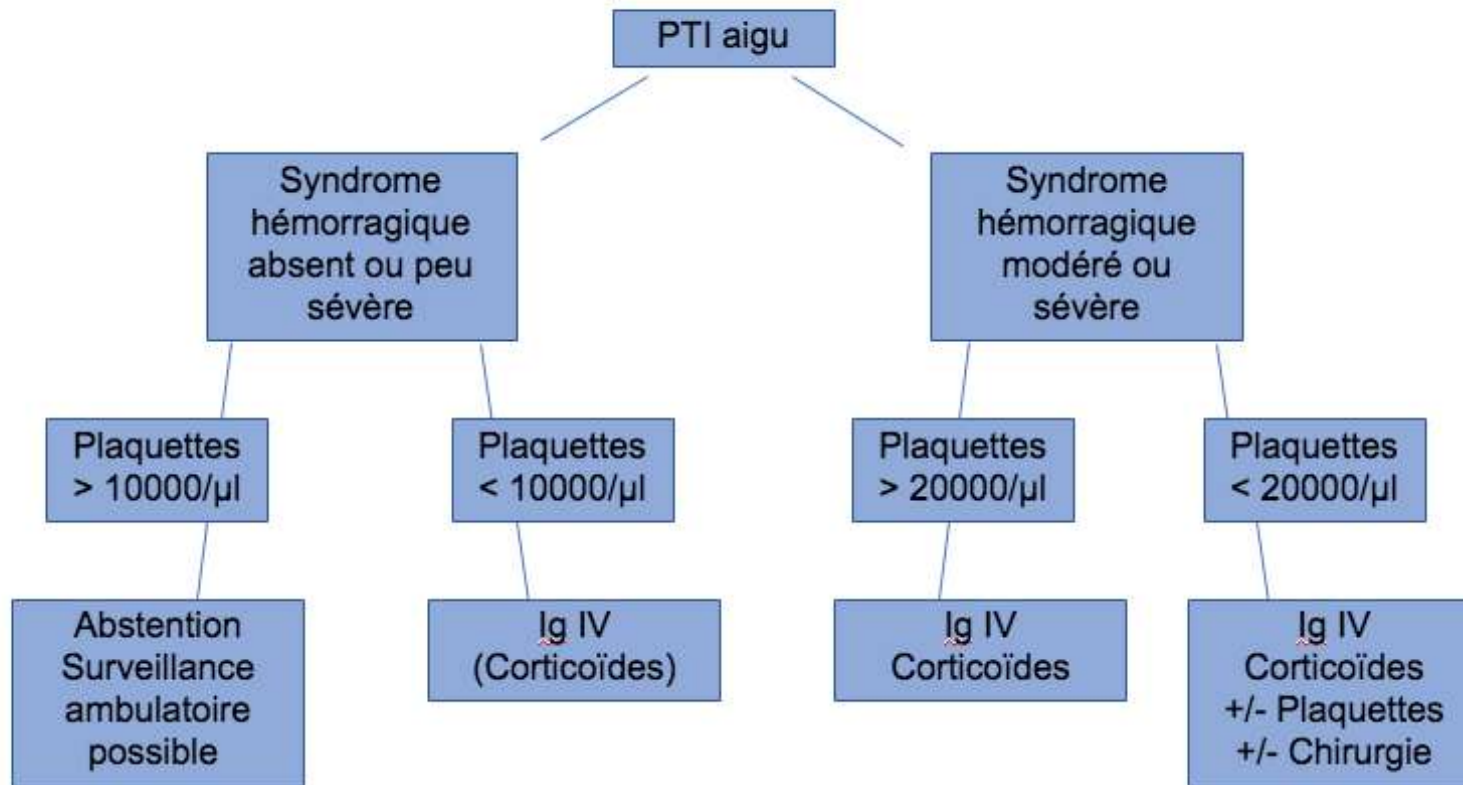 PTI aigu
Syndrome
hémorragique
absent ou peu
sévère
Syndrome
hémorragique
modéré ou
sévère
Plaquettes
> 10000/µl
Plaquettes
< 10000/µl
Plaquettes
> 20000/µl
Plaquettes
< 20000/µl
Abstention
Surveillance
ambulatoire
possible
Ig IV
(Corticoïdes)
Ig IV
Corticoïdes
Ig IV
Corticoïdes
+/- Plaquettes
+/- Chirurgie